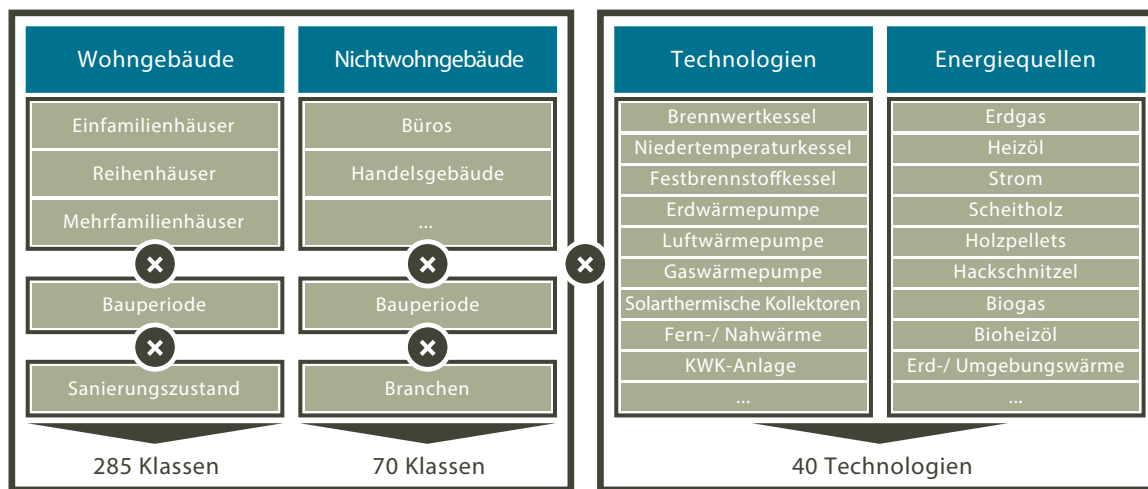 Wohngebäude
Einfamilienhäuser
Reihenhäuser
Mehrfamilienhäuser
Bauperiode
Sanierungszustand
285 Klassen
Nichtwohngebäude
Büros
Handelsgebäude
...
Bauperiode
Branchen
70 Klassen
Technologien
Brennwertkessel
Niedertemperaturkessel
Festbrennstoffkessel
Erdwärmepumpe
Luftwärmepumpe
Gaswärmepumpe
Solarthermische Kollektoren
Fern-/ Nahwärme
KWK-Anlage
...
Energiequellen
Erdgas
Heizöl
Strom
Scheitholz
Holzpellets
Hackschnitzel
Biogas
Bioheizöl
Erd-/ Umgebungswärme
...
40 Technologien